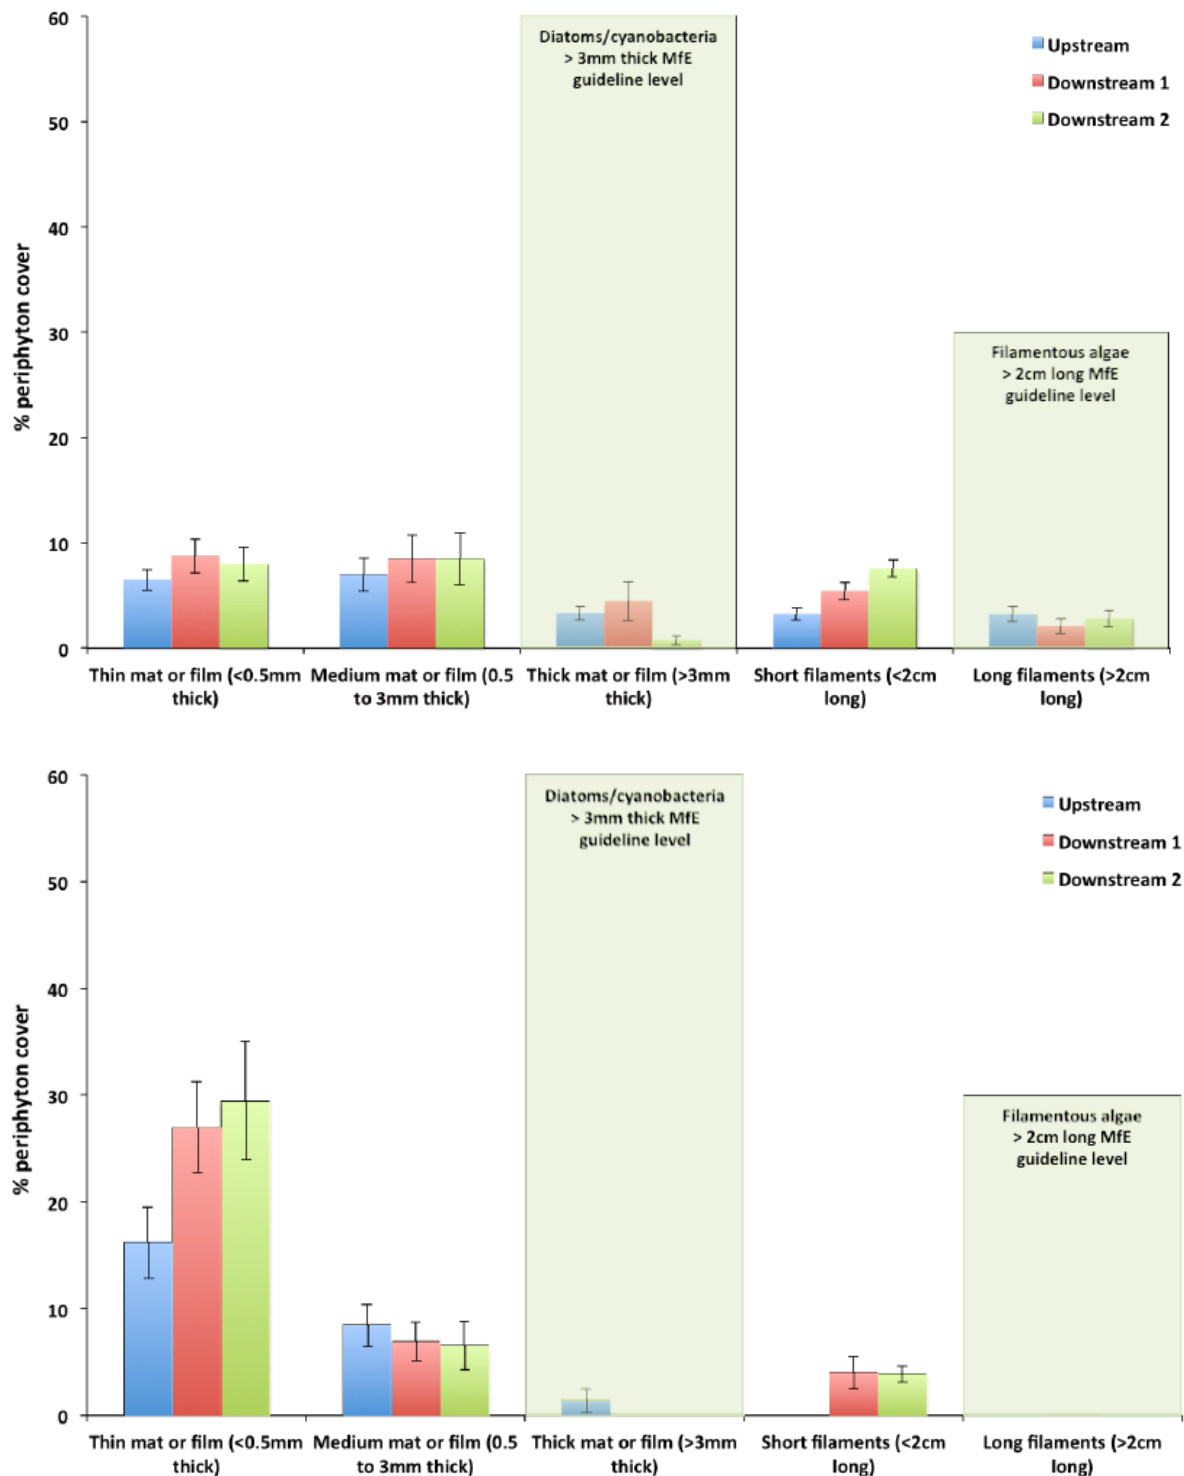 60
50
40
30
20
10
0
% periphyton cover
Diatoms/cyanobacteria
> 3mm thick MfE
guideline level
Filamentous algae
> 2cm long MfE
guideline level
Upstream
Downstream 1
Downstream 2
Thin mat or film (<0.5mm
thick)
Medium mat or film (0.5
to 3mm thick)
Thick mat or film (>3mm
thick)
Short filaments (<2cm
long)
Long filaments (>2cm
long)
60
50
40
30
20
10
0
% periphyton cover
Diatoms/cyanobacteria
> 3mm thick MfE
guideline level
Filamentous algae
> 2cm long MfE
guideline level
Upstream
Downstream 1
Downstream 2
Thin mat or film (<0.5mm
thick)
Medium mat or film (0.5
to 3mm thick)
Thick mat or film (>3mm
thick)
Short filaments (<2cm
long)
Long filaments (>2cm
long)